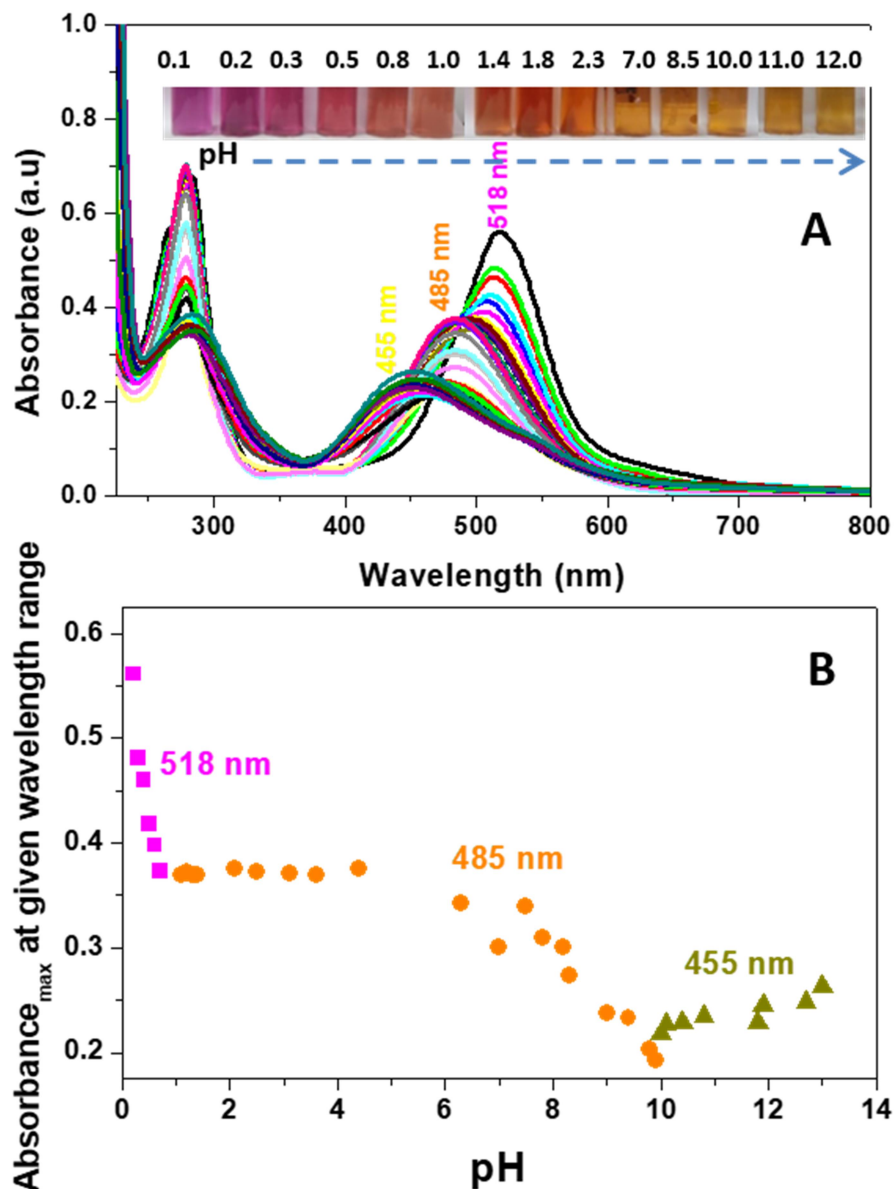 1.0
0.8
0.6
0.4
0.2
0.0
Absorbance (a.u)
0.1 0.2 0.3 0.5 0.8 1.0 1.4 1.8 2.3 7.0 8.5 10.0 11.0 12.0
pH
455 nm
485 nm
518 nm
A
300 400 500 600 700 800
Wavelength (nm)
Absorbancemax at given wavelength range
0.6
0.5
0.4
0.3
0.2
B
518 nm
485 nm
455 nm
0 2 4 6 8 10 12 14
pH